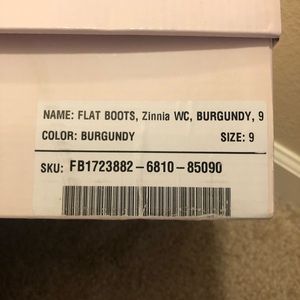 NAME: FLAT BOOTS, Zinnia WC, BURGUNDY, 9
COLOR: BURGUNDY SIZE: 9
SKU: FB1723882-6810-85090